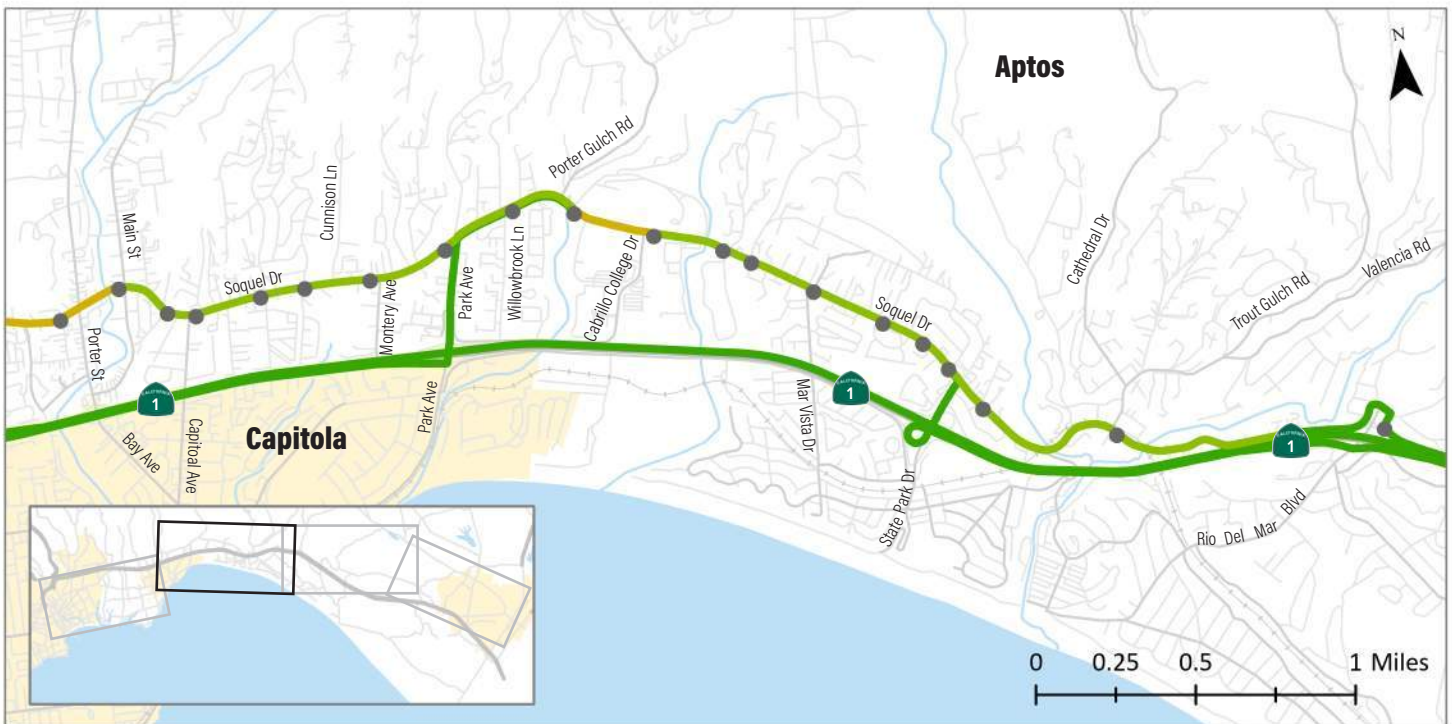 Aptos
N
Porter Gulch Rd
Main St
Cunnison Ln
Soquel Dr
Montery Ave
Park Ave
Willowbrook Ln
Cabrillo College Dr
Soquel Dr
Cathedral Dr
Trout Gulch Rd
Valencia Rd
Porter St
1
Bay Ave
Capitoal Ave
Capitola
Park Ave
Mar Vista Dr
1
State Park Dr
1
Rio Del Mar Blvd
0 0.25 0.5 1 Miles